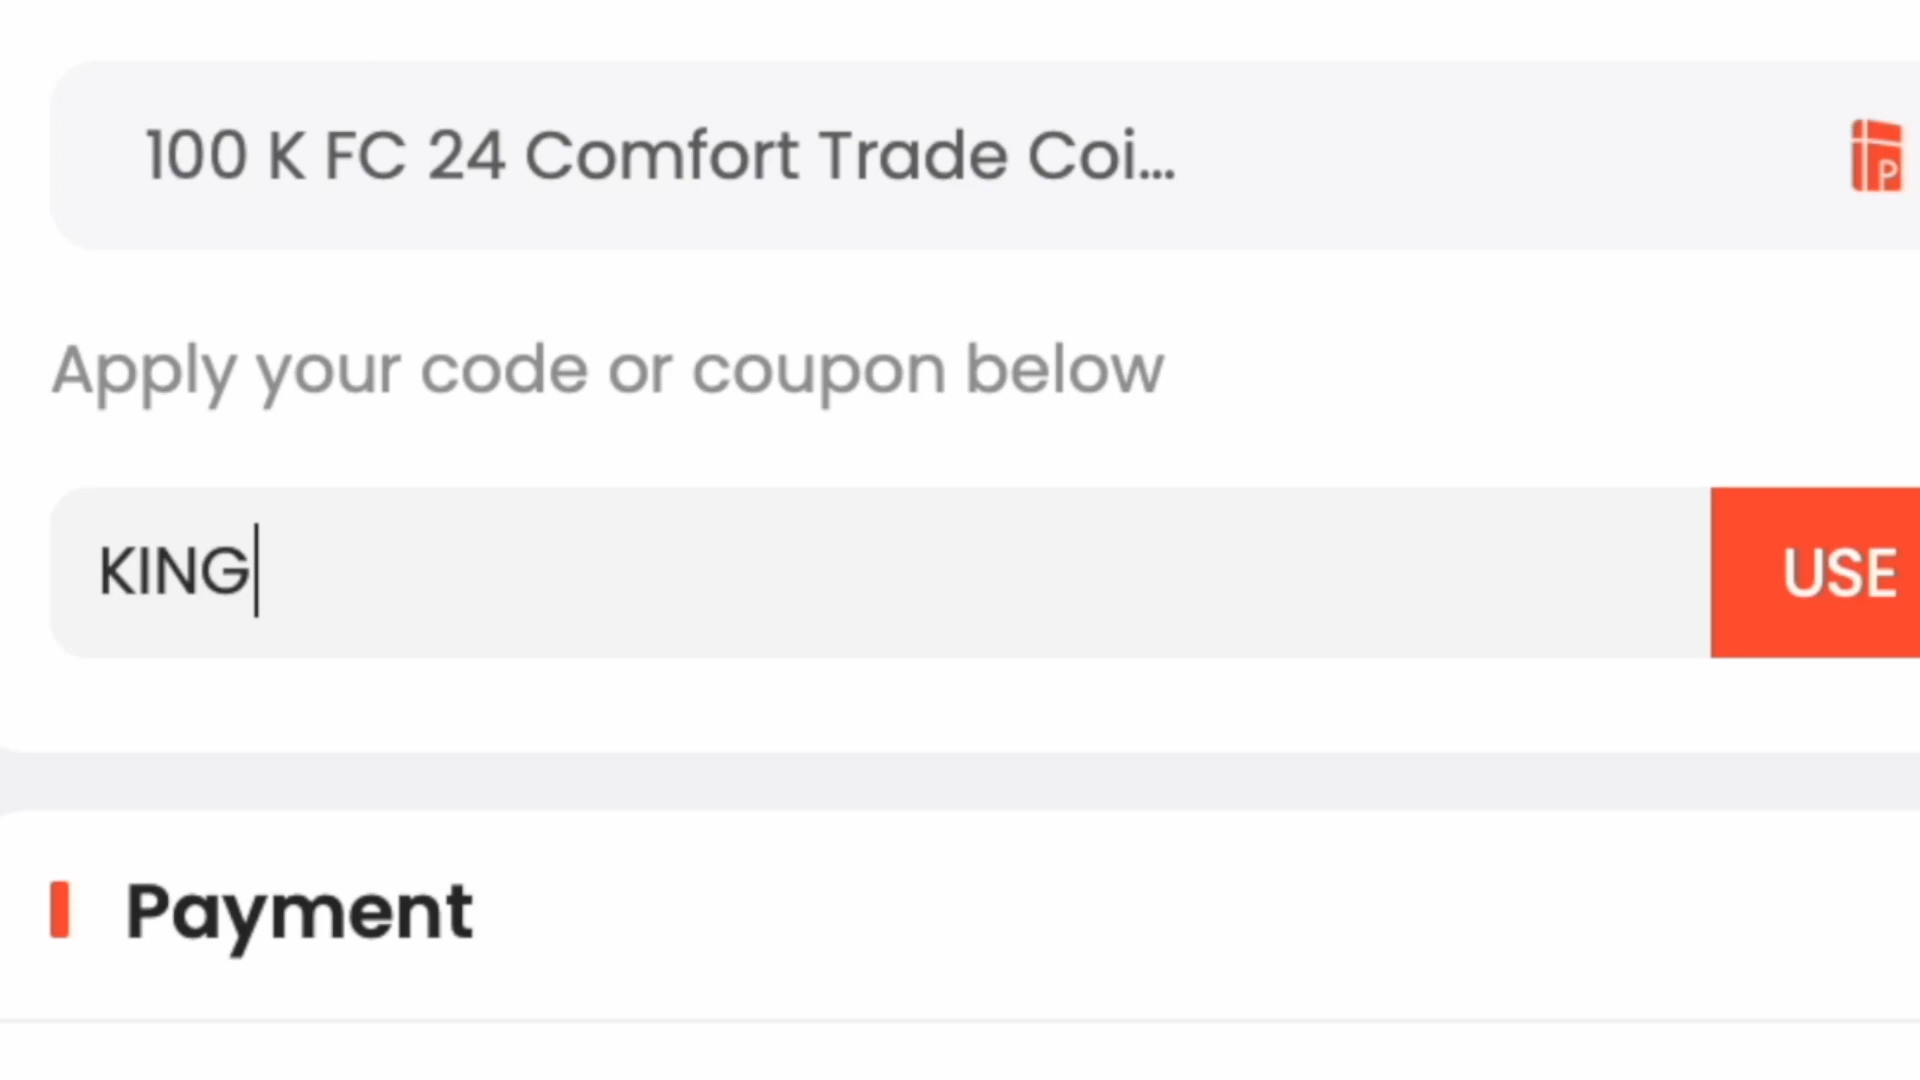 100 K FC 24 Comfort Trade Coi...
P
Apply your code or coupon below
KING
USE
Payment